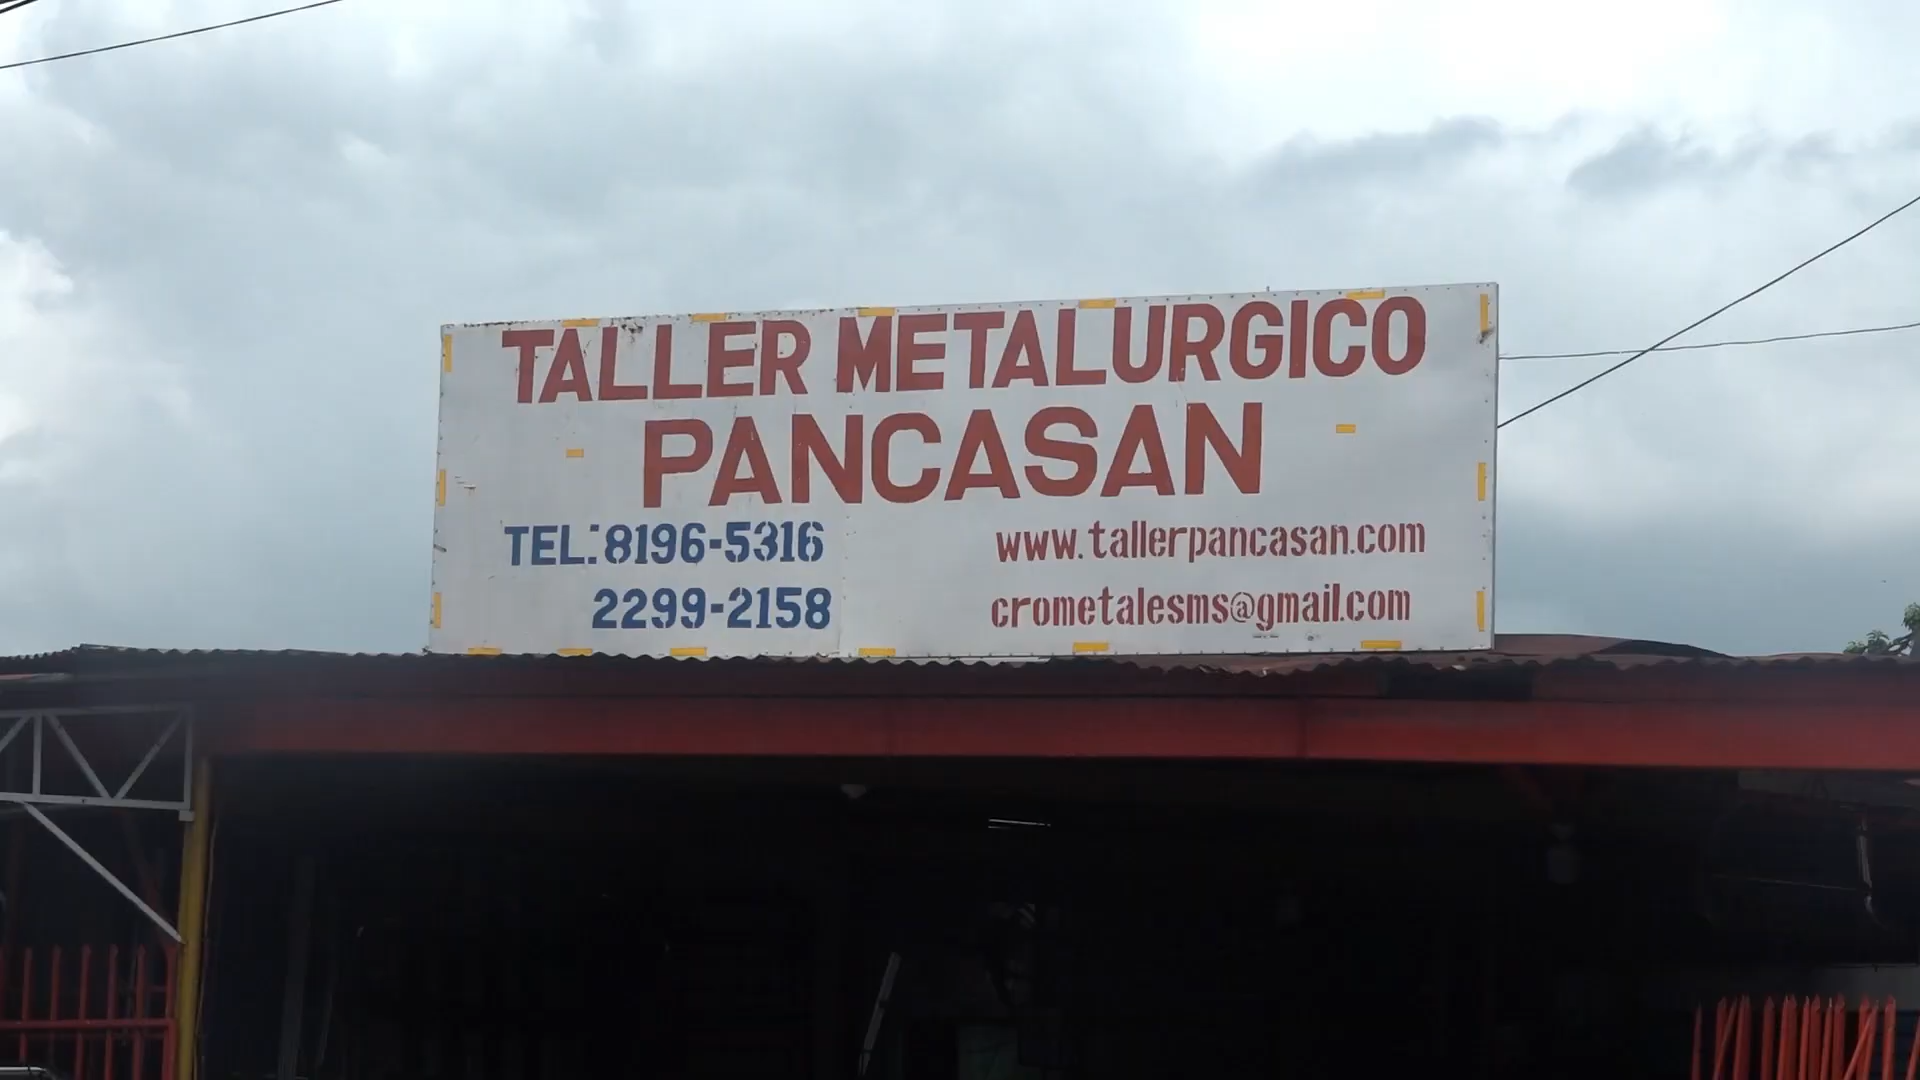 TALLER METALURGICO
PANCASAN
TEL: 8196-5316
2299-2158
www.tallerpancasan.com
crometalesms@gmail.com